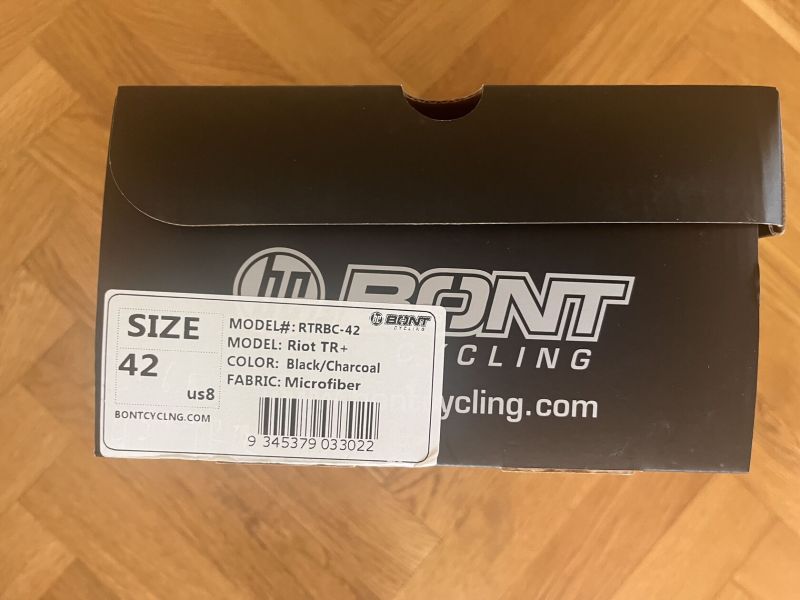 BONT
CYCLING
ntcycling.com
SIZE
42
us8
BONTCYCLNG.COM
BONT
CYCLING
MODEL#: RTRBC-42
MODEL: Riot TR+
COLOR: Black/Charcoal
FABRIC: Microfiber
9 345379 033022